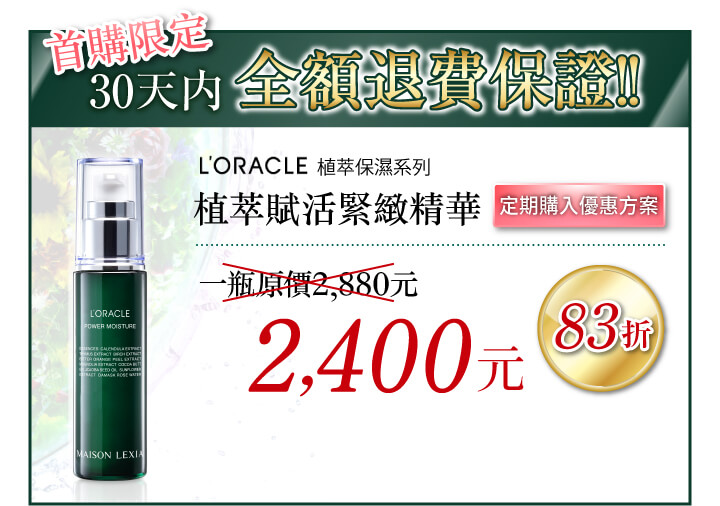 首購限定
30天內 全額退費保證!!
L'ORACLE 植萃保濕系列
植萃賦活緊緻精華 定期購入優惠方案
一瓶原價2,880元
2,400元
83折
L'ORACLE
POWER MOISTURE
MAISON LEXIA